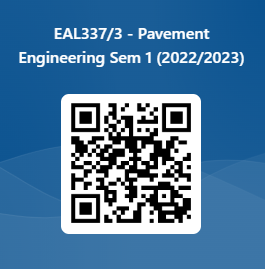 EAL337/3 - Pavement
Engineering Sem 1 (2022/2023)